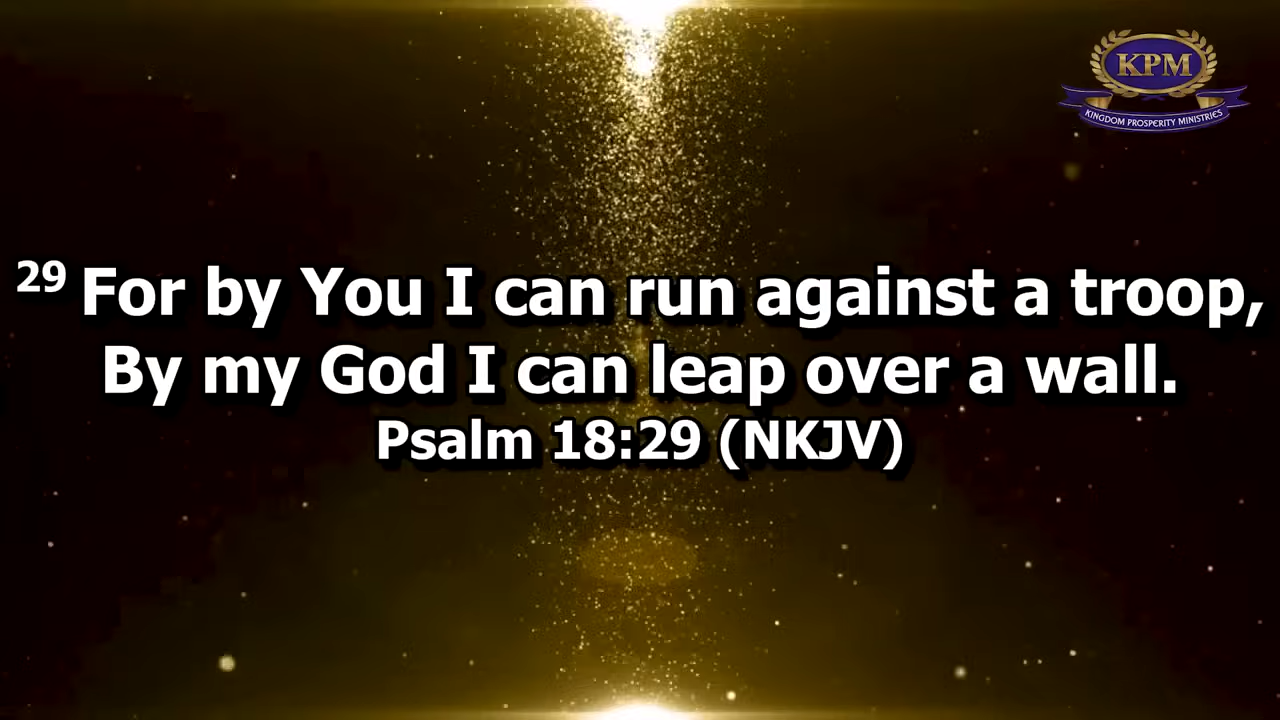 KPM
KINGDOM PROSPERITY MINISTRIES
29 For by You I can run against a troop,
By my God I can leap over a wall.
Psalm 18:29 (NKJV)